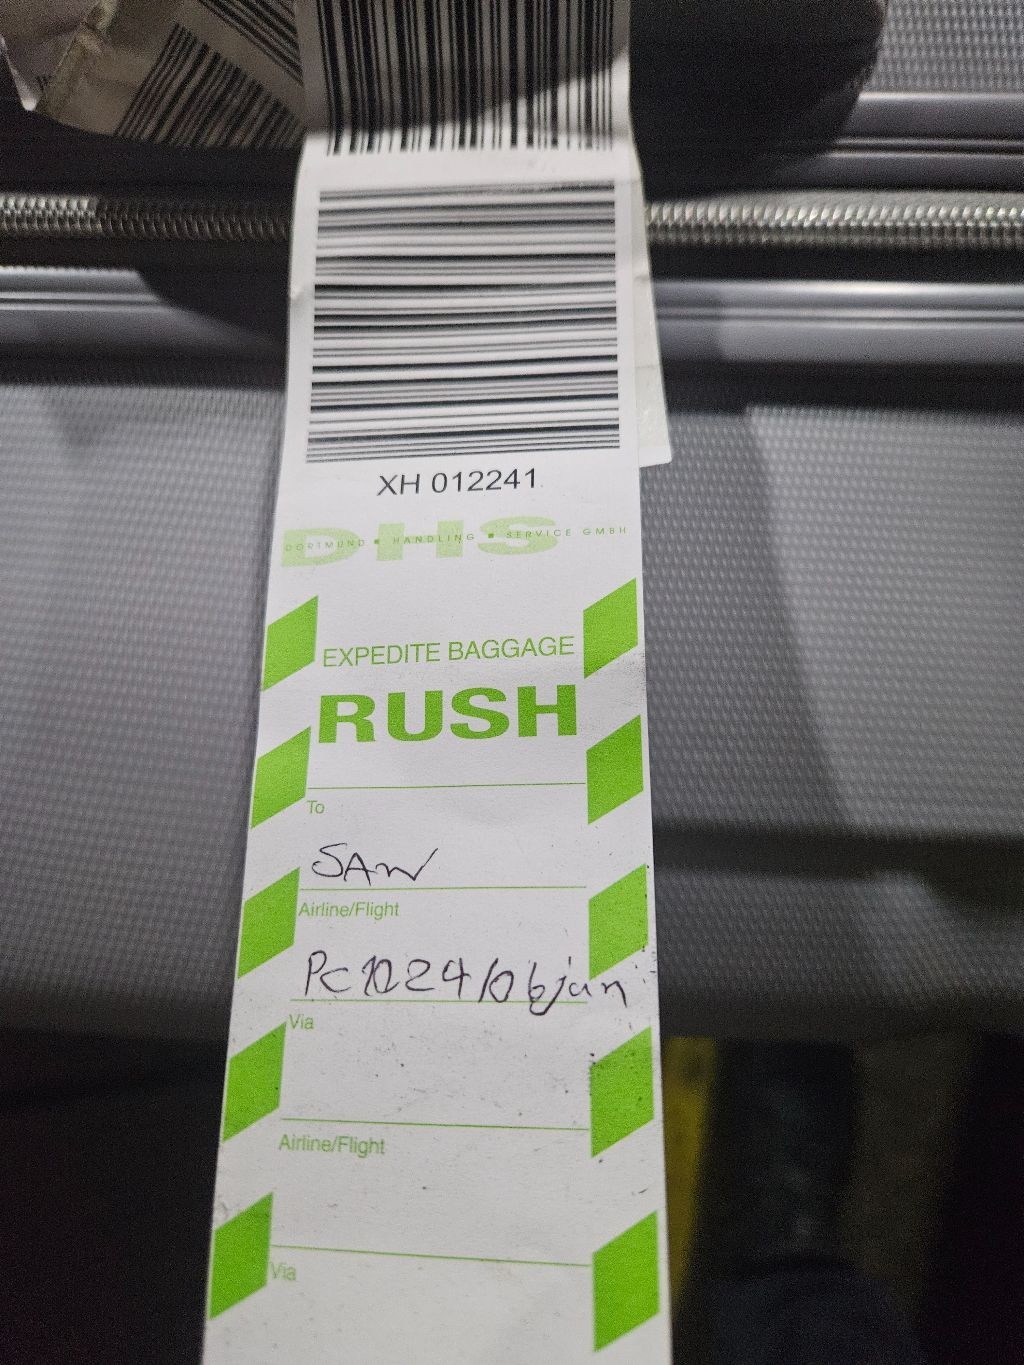 XH 012241
DHS
DORTMUND ▪ HANDLING ▪ SERVICE GMBH
EXPEDITE BAGGAGE
RUSH
To
SAW
Airline/Flight
PC1024/06jan
Via
Airline/Flight
Via